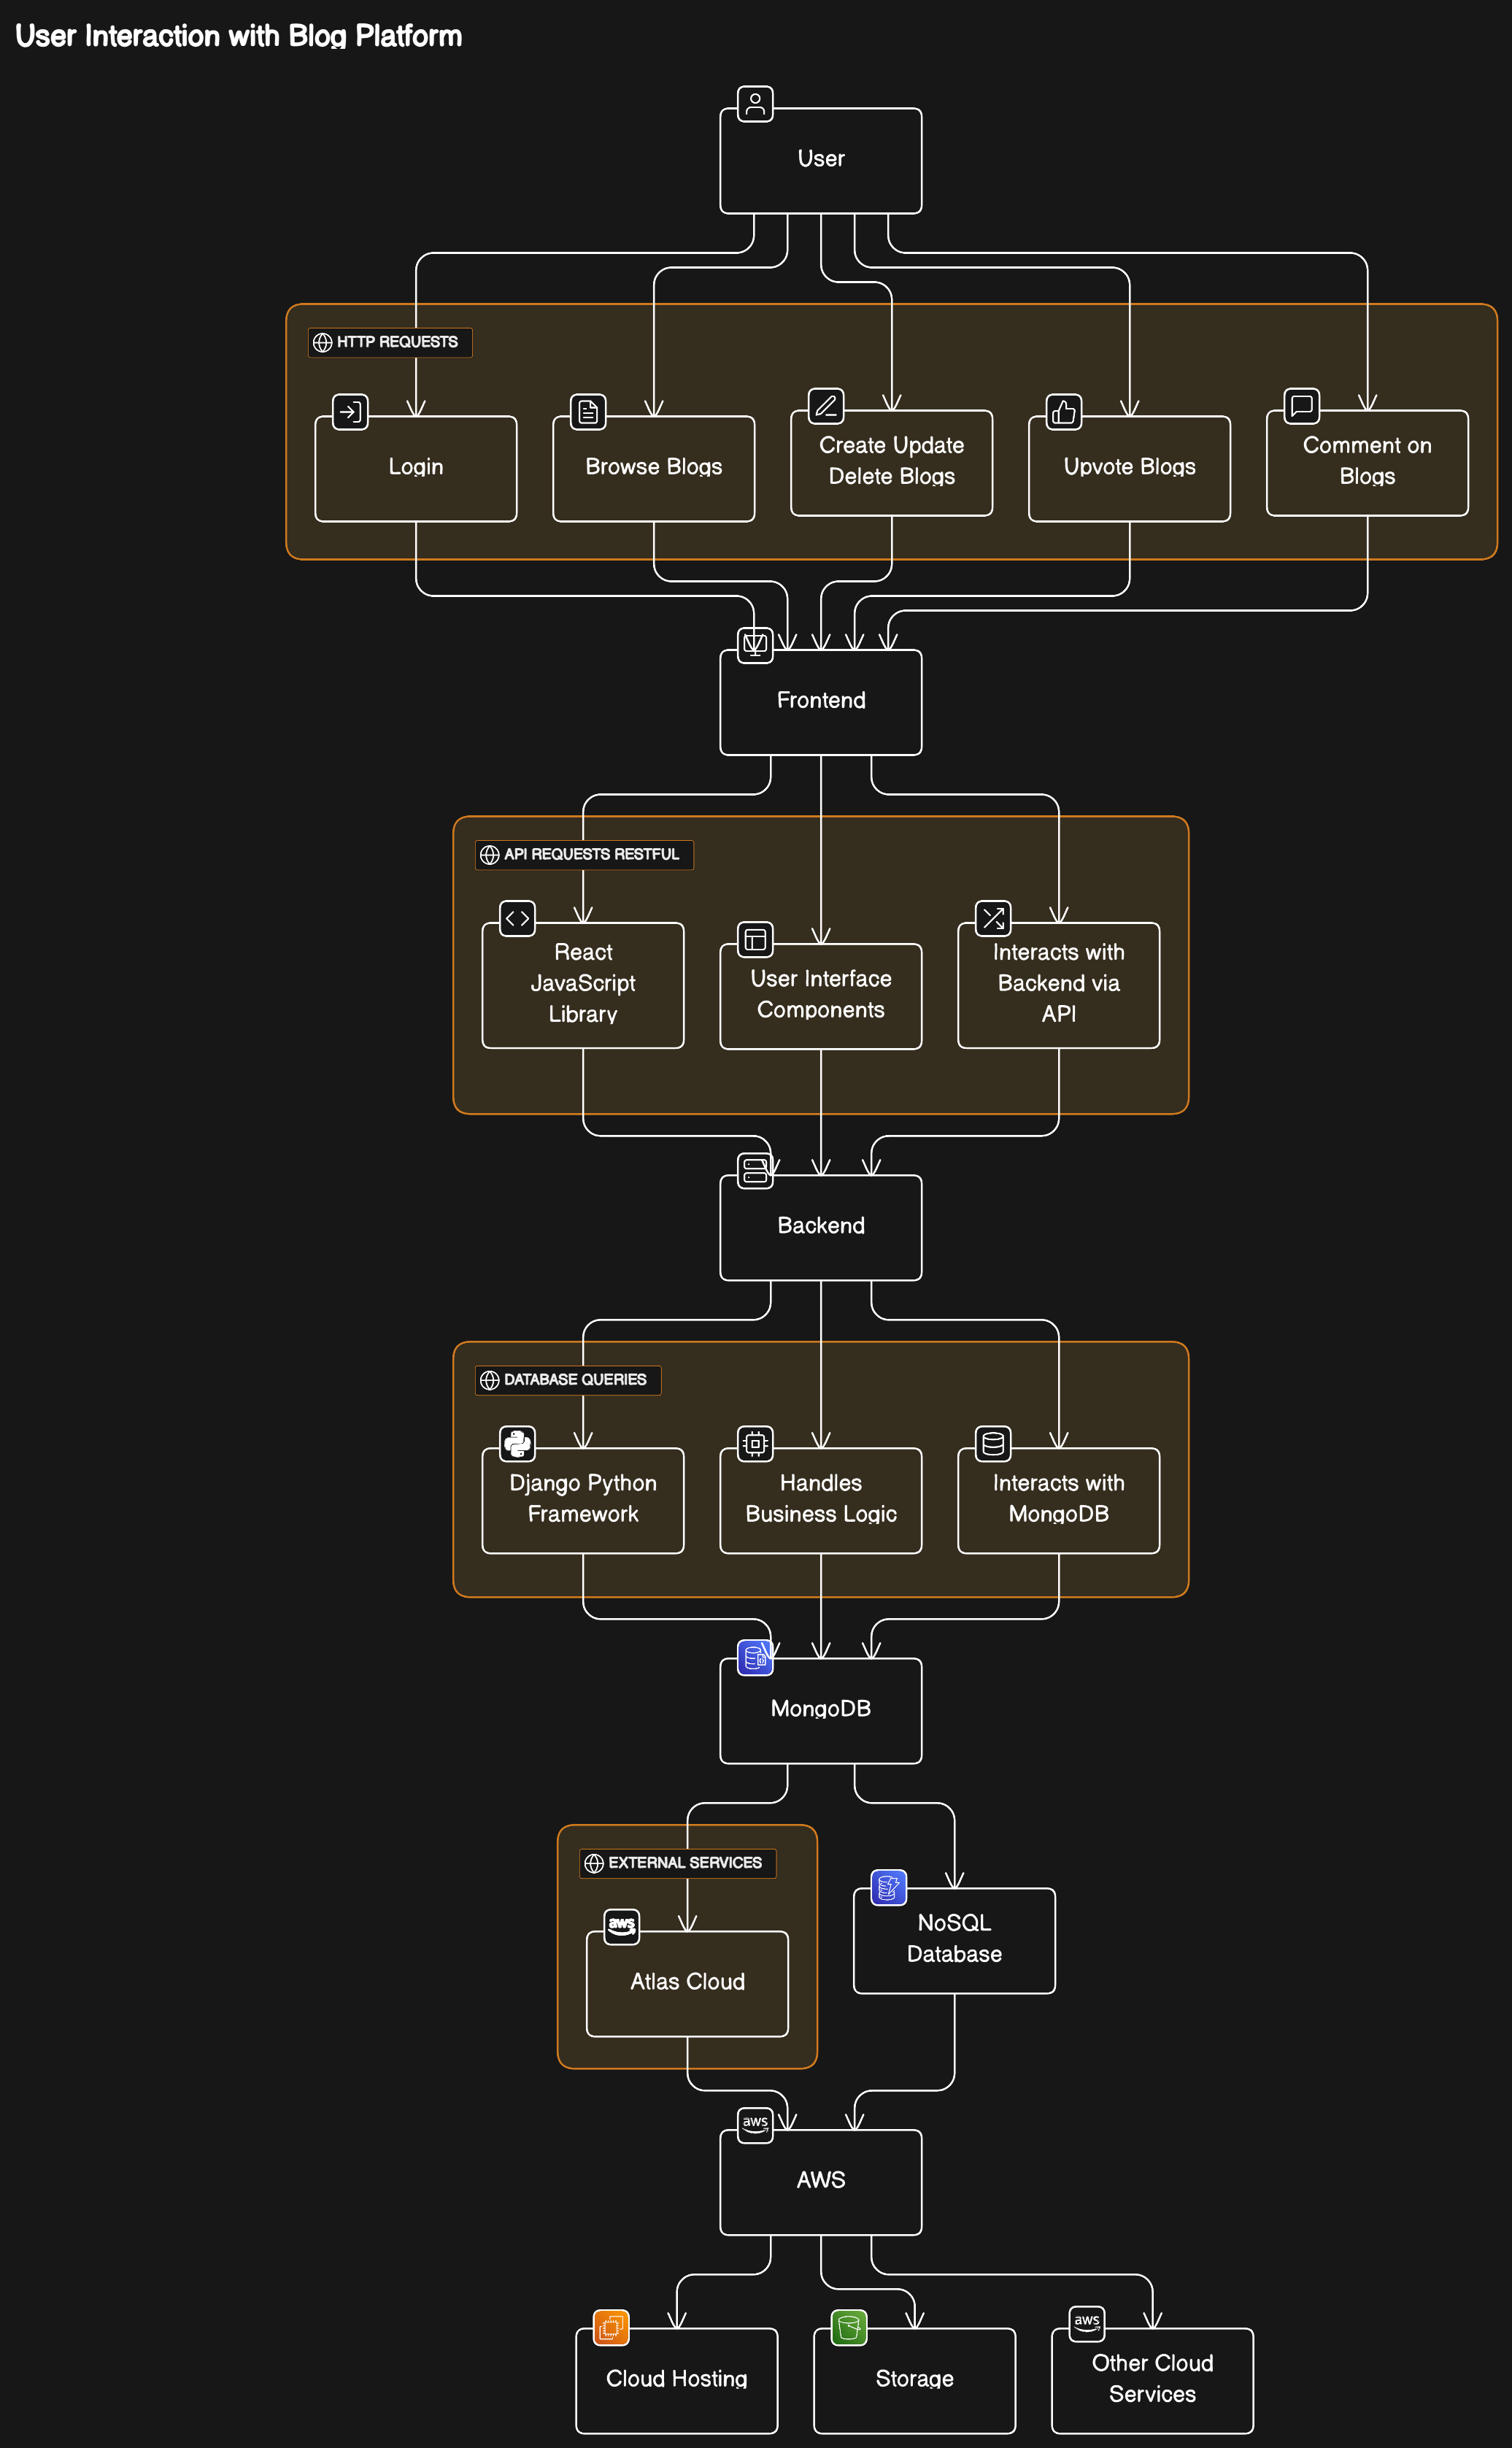 User Interaction with Blog Platform
User
HTTP REQUESTS
Login
Browse Blogs
Create Update
Delete Blogs
Upvote Blogs
Comment on
Blogs
Frontend
API REQUESTS RESTFUL
React
JavaScript
Library
User Interface
Components
Interacts with
Backend via
API
Backend
DATABASE QUERIES
Django Python
Framework
Handles
Business Logic
Interacts with
MongoDB
MongoDB
EXTERNAL SERVICES
aws
Atlas Cloud
NoSQL
Database
aws
AWS
Cloud Hosting
Storage
aws
Other Cloud
Services